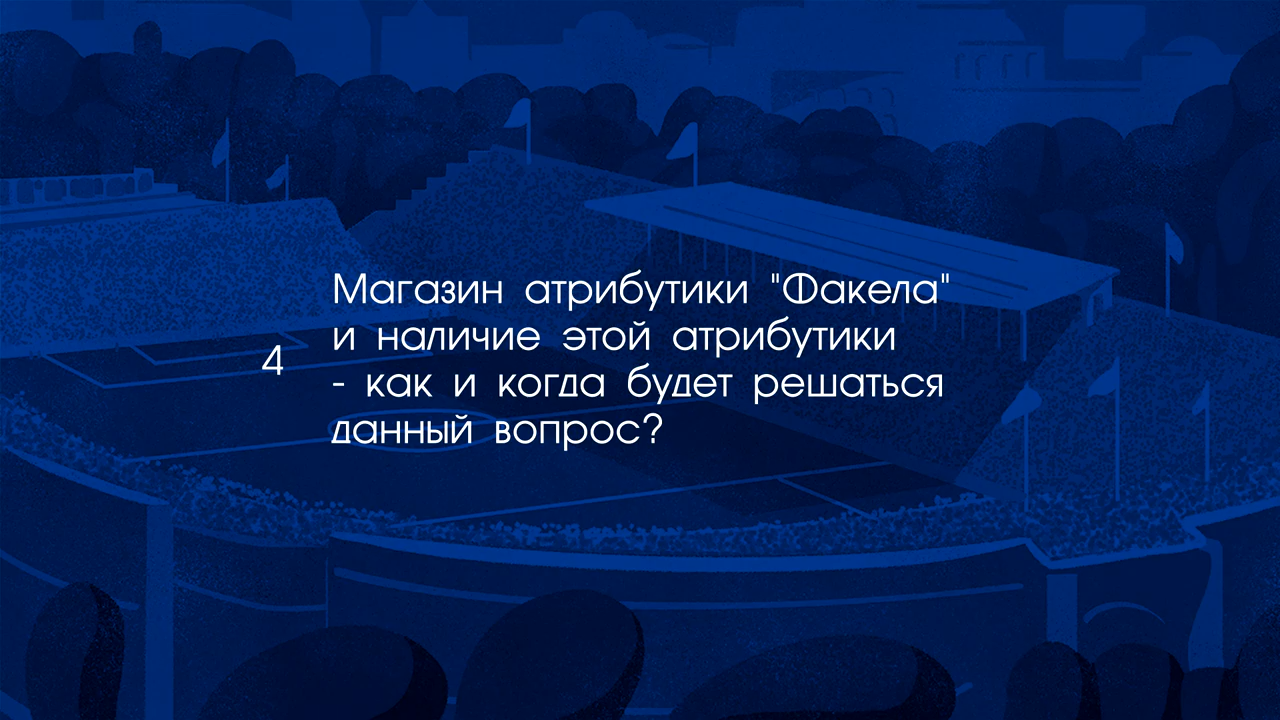 4
Магазин атрибутики "Факела"
и наличие этой атрибутики
- как и когда будет решаться
данный вопрос?